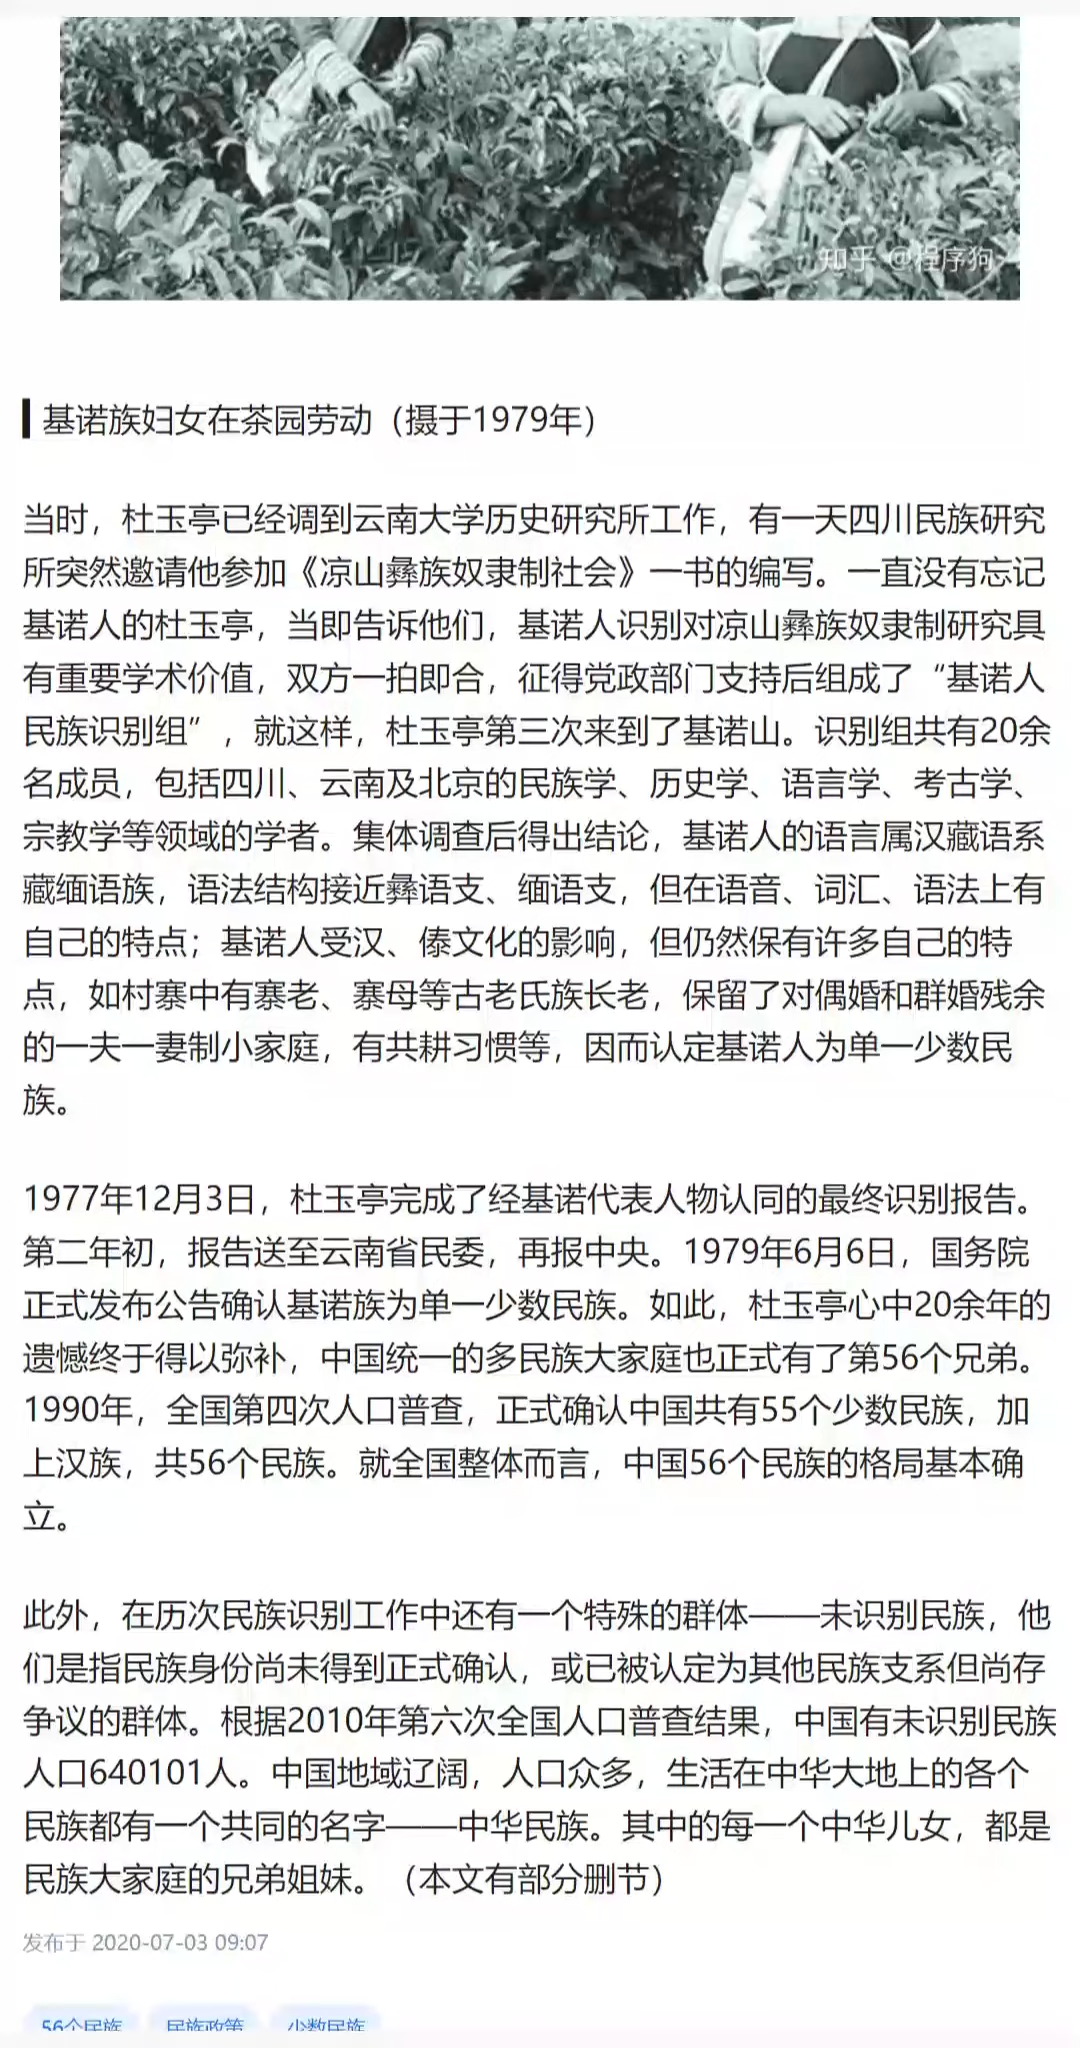 知乎 @程序狗
基诺族妇女在茶园劳动（摄于1979年）
当时，杜玉亭已经调到云南大学历史研究所工作，有一天四川民族研究
所突然邀请他参加《凉山彝族奴隶制社会》一书的编写。一直没有忘记
基诺人的杜玉亭，当即告诉他们，基诺人识别对凉山彝族奴隶制研究具
有重要学术价值，双方一拍即合，征得党政部门支持后组成了“基诺人
民族识别组”，就这样，杜玉亭第三次来到了基诺山。识别组共有20余
名成员，包括四川、云南及北京的民族学、历史学、语言学、考古学、
宗教学等领域的学者。集体调查后得出结论，基诺人的语言属汉藏语系
藏缅语族，语法结构接近彝语支、缅语支，但在语音、词汇、语法上有
自己的特点；基诺人受汉、傣文化的影响，但仍然保有许多自己的特
点，如村寨中有寨老、寨母等古老氏族长老，保留了对偶婚和群婚残余
的一夫一妻制小家庭，有共耕习惯等，因而认定基诺人为单一少数民
族。
1977年12月3日，杜玉亭完成了经基诺代表人物认同的最终识别报告。
第二年初，报告送至云南省民委，再报中央。1979年6月6日，国务院
正式发布公告确认基诺族为单一少数民族。如此，杜玉亭心中20余年的
遗憾终于得以弥补，中国统一的多民族大家庭也正式有了第56个兄弟。
1990年，全国第四次人口普查，正式确认中国共有55个少数民族，加
上汉族，共56个民族。就全国整体而言，中国56个民族的格局基本确
立。
此外，在历次民族识别工作中还有一个特殊的群体——未识别民族，他
们是指民族身份尚未得到正式确认，或已被认定为其他民族支系但尚存
争议的群体。根据2010年第六次全国人口普查结果，中国有未识别民族
人口640101人。中国地域辽阔，人口众多，生活在中华大地上的各个
民族都有一个共同的名字——中华民族。其中的每一个中华儿女，都是
民族大家庭的兄弟姐妹。（本文有部分删节）
发布于 2020-07-03 09:07
56个民族 民族政策 少数民族